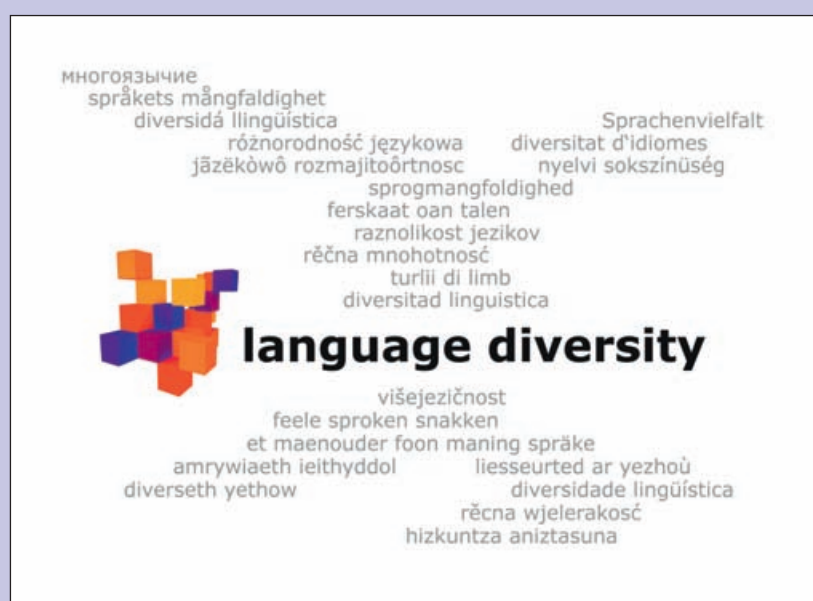 многоязычие
språkets mångfaldighet
diversidá llingüística
Sprachenvielfalt
różnorodność językowa
diversitat d'idiomes
jãzëkòwô rozmajitoôrtnosc
nyelvi sokszínüség
sprogmangfoldighed
ferskaat oan talen
raznolikost jezikov
rěčna mnohotnosć
turlii di limb
diversitad linguistica
language diversity
višejezičnost
feele sproken snakken
et maenouder foon maning spräke
amrywiaeth ieithyddol
liesseurted ar yezhoù
diverseth yethow
diversidade lingüística
rěcna wjelerakosć
hizkuntza aniztasuna